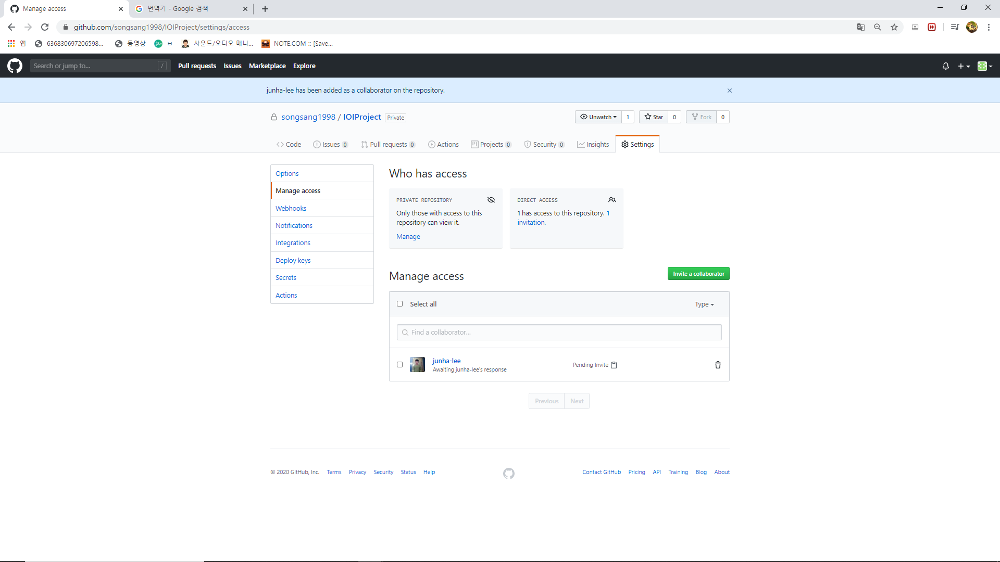 Manage access
번역기 - Google 검색
github.com/songsang1998/IOIProject/settings/access
앱
636830697206598...
동영상
ㅂ
사운드/오디오 매니...
NOTE.COM :: [Save...
Search or jump to...
/
Pull requests
Issues
Marketplace
Explore
junha-lee has been added as a collaborator on the repository.
songsang1998 / IOIProject
Private
Unwatch 1
Star 0
Fork 0
Code
Issues 0
Pull requests 0
Actions
Projects 0
Security 0
Insights
Settings
Options
Manage access
Webhooks
Notifications
Integrations
Deploy keys
Secrets
Actions
Who has access
PRIVATE REPOSITORY
Only those with access to this
repository can view it.
Manage
DIRECT ACCESS
1 has access to this repository. 1
invitation.
Manage access
Invite a collaborator
Select all
Type
Find a collaborator...
junha-lee
Awaiting junha-lee's response
Pending Invite
Previous
Next
© 2020 GitHub, Inc.
Terms
Privacy
Security
Status
Help
Contact GitHub
Pricing
API
Training
Blog
About